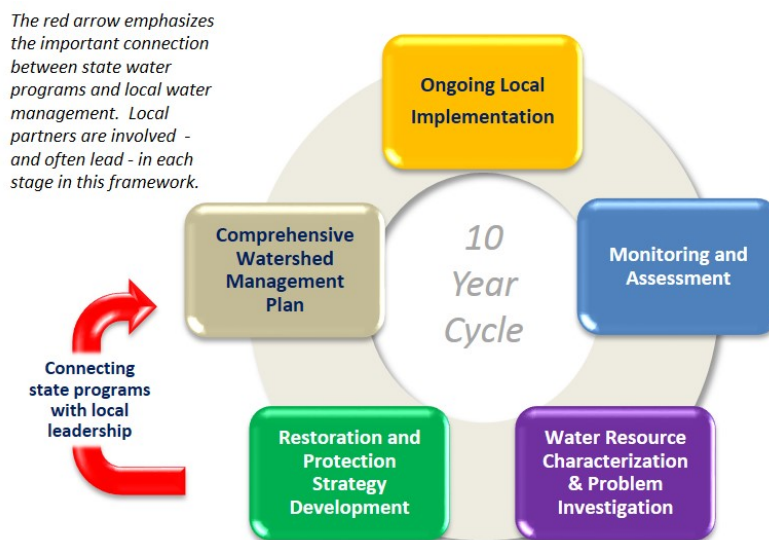 The red arrow emphasizes
the important connection
between state water
programs and local water
management.  Local
partners are involved  -
and often lead - in each
stage in this framework.
Ongoing Local
Implementation
Comprehensive
Watershed
Management
Plan
10
Year
Cycle
Monitoring and
Assessment
Connecting
state programs
with local
leadership
Restoration and
Protection
Strategy
Development
Water Resource
Characterization
& Problem
Investigation